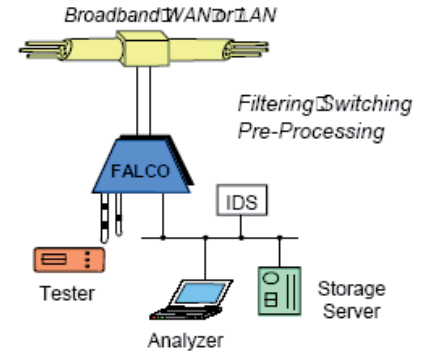 Broadband WAN or LAN
Filtering Switching
Pre-Processing
FALCO
IDS
Tester
Storage
Server
Analyzer